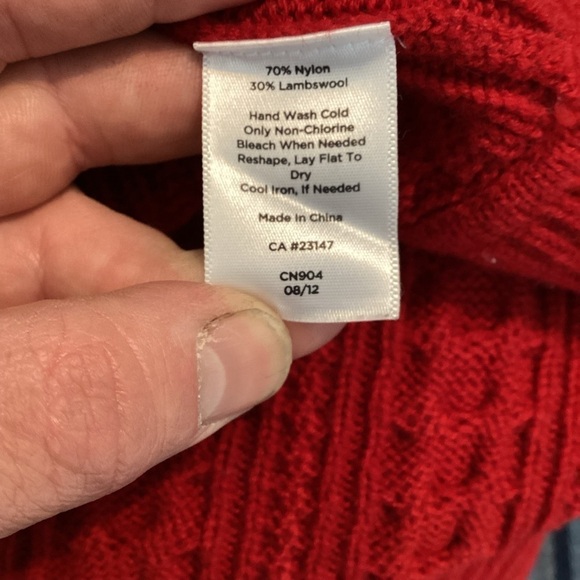 70% Nylon
30% Lambswool
Hand Wash Cold
Only Non-Chlorine
Bleach When Needed
Reshape, Lay Flat To
Dry
Cool Iron, If Needed
Made In China
CA #23147
CN904
08/12